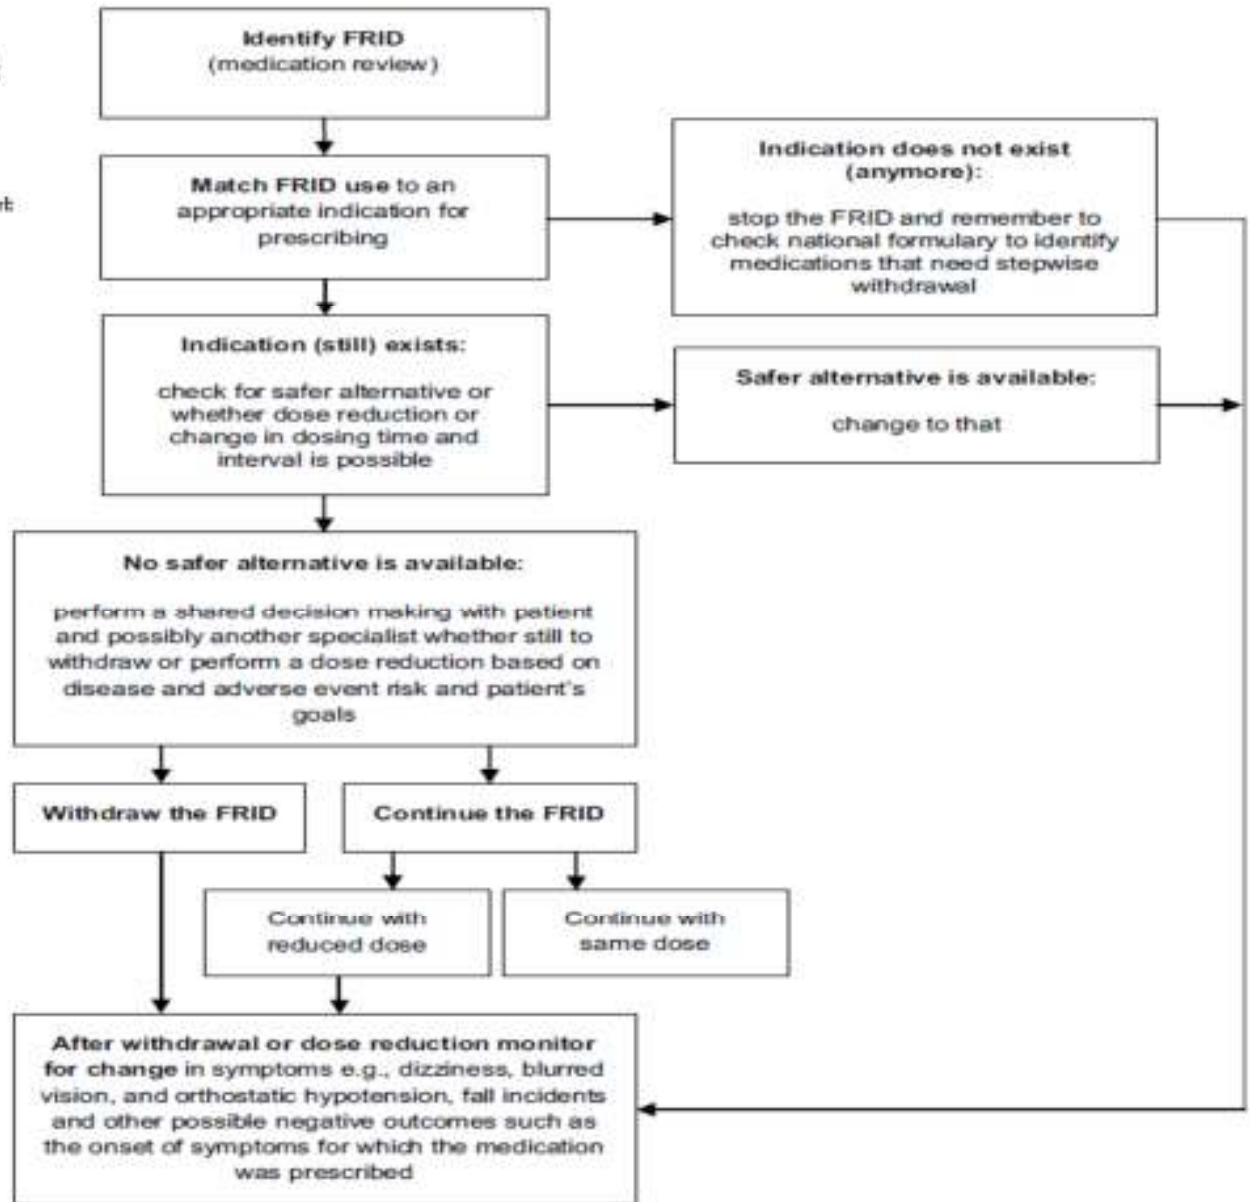 Identify FRID
(medication review)
Match FRID use to an
appropriate indication for
prescribing
Indication does not exist
(anymore):
stop the FRID and remember to
check national formulary to identify
medications that need stepwise
withdrawal
Indication (still) exists:
check for safer alternative or
whether dose reduction or
change in dosing time and
interval is possible
Safer alternative is available:
change to that
No safer alternative is available:
perform a shared decision making with patient
and possibly another specialist whether still to
withdraw or perform a dose reduction based on
disease and adverse event risk and patient's
goals
Withdraw the FRID
Continue the FRID
Continue with
reduced dose
Continue with
same dose
After withdrawal or dose reduction monitor
for change in symptoms e.g., dizziness, blurred
vision, and orthostatic hypotension, fall incidents
and other possible negative outcomes such as
the onset of symptoms for which the medication
was prescribed